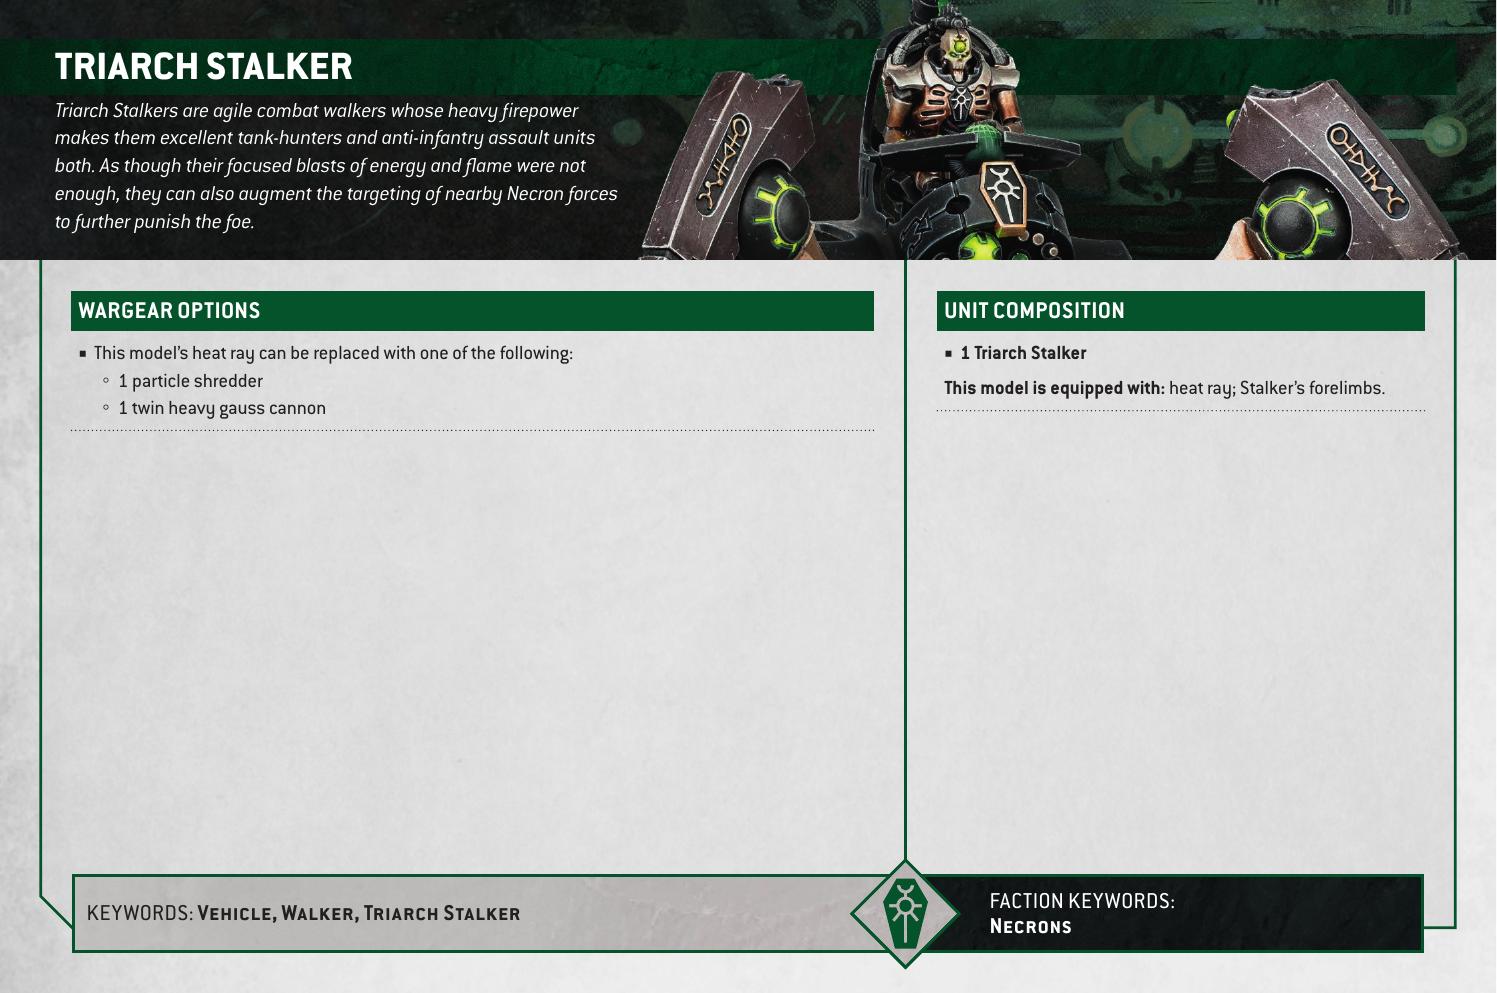 TRIARCH STALKER
Triarch Stalkers are agile combat walkers whose heavy firepower
makes them excellent tank-hunters and anti-infantry assault units
both. As though their focused blasts of energy and flame were not
enough, they can also augment the targeting of nearby Necron forces
to further punish the foe.
WARGEAR OPTIONS
■ This model’s heat ray can be replaced with one of the following:
◦ 1 particle shredder
◦ 1 twin heavy gauss cannon
UNIT COMPOSITION
■ 1 Triarch Stalker
This model is equipped with: heat ray; Stalker’s forelimbs.
KEYWORDS: Vehicle, Walker, Triarch Stalker
FACTION KEYWORDS:
Necrons